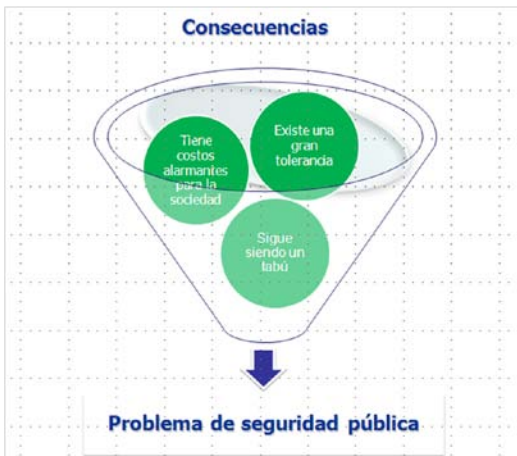 Consecuencias
Tiene
costos
alarmantes
para la
sociedad
Existe una
gran
tolerancia
Sigue
siendo un
tabú
Problema de seguridad pública